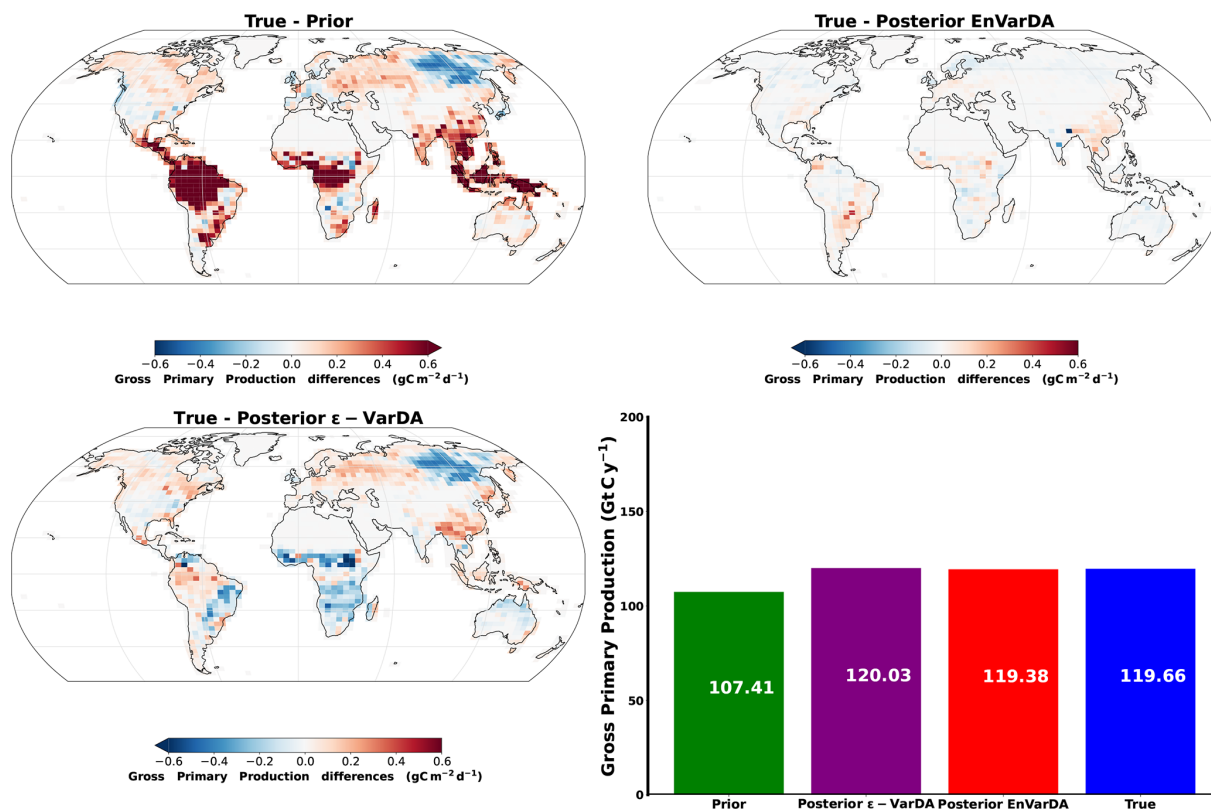 True - Prior
−0.6 −0.4 −0.2 0.0 0.2 0.4 0.6
Gross Primary Production differences (gC m⁻² d⁻¹)
True - Posterior EnVarDA
−0.6 −0.4 −0.2 0.0 0.2 0.4 0.6
Gross Primary Production differences (gC m⁻² d⁻¹)
True - Posterior ε − VarDA
−0.6 −0.4 −0.2 0.0 0.2 0.4 0.6
Gross Primary Production differences (gC m⁻² d⁻¹)
Gross Primary Production (Gt C y⁻¹)
200
150
100
50
0
107.41
120.03
119.38
119.66
Prior
Posterior ε − VarDA
Posterior EnVarDA
True